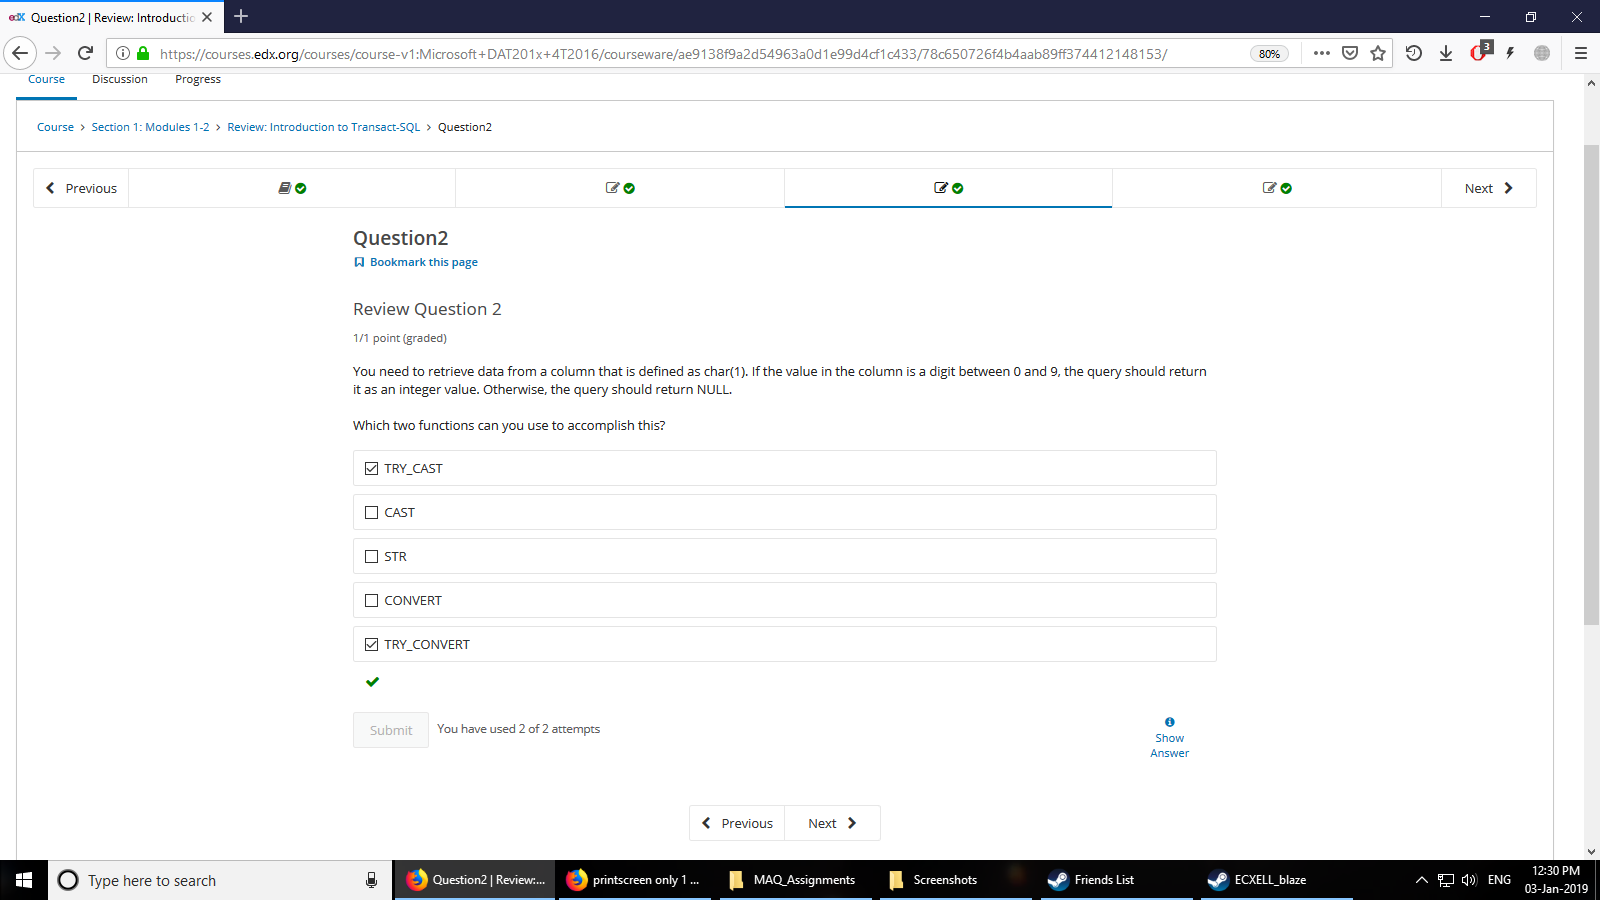 edX Question2 | Review: Introductio
https://courses.edx.org/courses/course-v1:Microsoft+DAT201x+4T2016/courseware/ae9138f9a2d54963a0d1e99d4cf1c433/78c650726f4b4aab89ff374412148153/
80%
3
Course Discussion Progress
Course > Section 1: Modules 1-2 > Review: Introduction to Transact-SQL > Question2
Previous
Next
Question2
Bookmark this page
Review Question 2
1/1 point (graded)
You need to retrieve data from a column that is defined as char(1). If the value in the column is a digit between 0 and 9, the query should return
it as an integer value. Otherwise, the query should return NULL.
Which two functions can you use to accomplish this?
TRY_CAST
CAST
STR
CONVERT
TRY_CONVERT
Submit
You have used 2 of 2 attempts
Show
Answer
Previous
Next
Type here to search
Question2 | Review:...
printscreen only 1 ...
MAQ_Assignments
Screenshots
Friends List
ECXELL_blaze
ENG
12:30 PM
03-Jan-2019